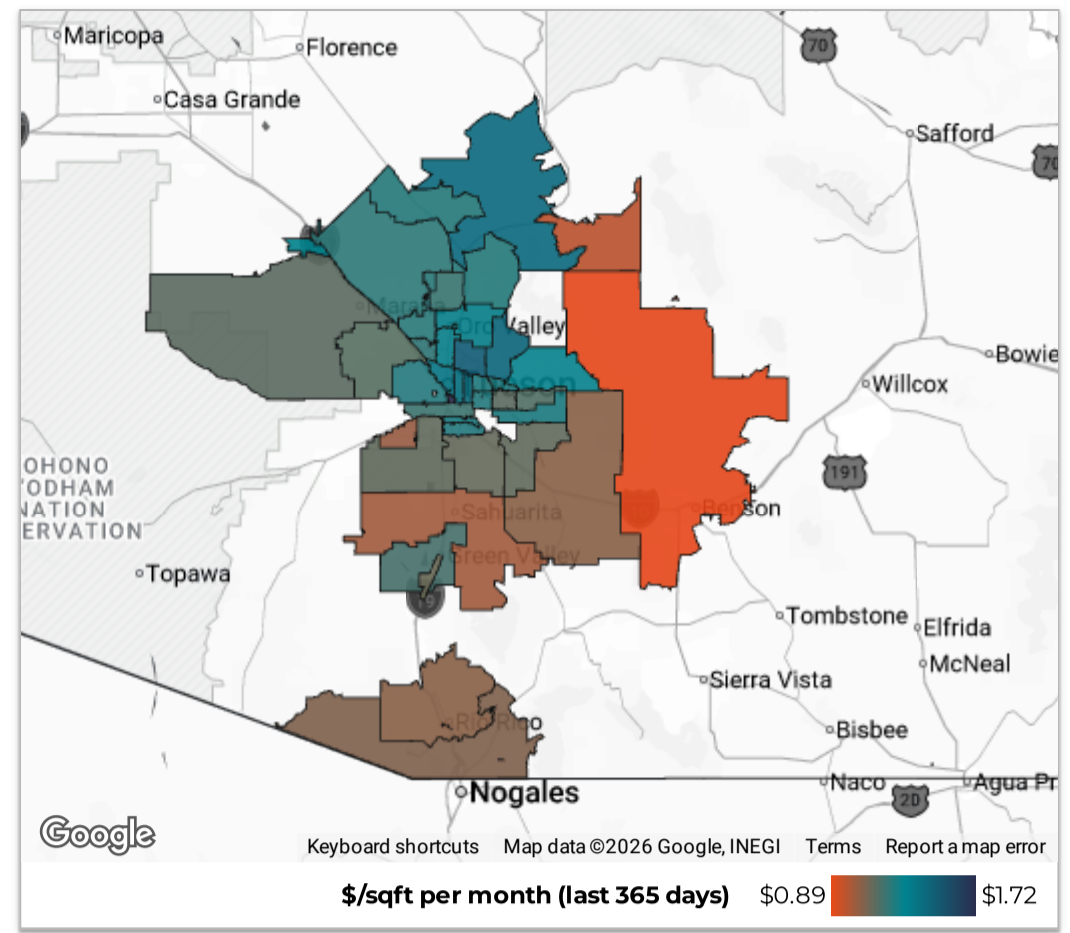 Maricopa
Florence
70
Casa Grande
Safford
70
Marana
Oro Valley
Tucson
Bowie
Willcox
OHONO
'ODHAM
NATION
ERVATION
191
Benson
Sahuarita
Green Valley
Topawa
19
Tombstone
Elfrida
McNeal
Sierra Vista
Rio Rico
Bisbee
Naco
Agua Pr
2D
Nogales
Google
Keyboard shortcuts
Map data ©2026 Google, INEGI
Terms
Report a map error
$/sqft per month (last 365 days)
$0.89
$1.72